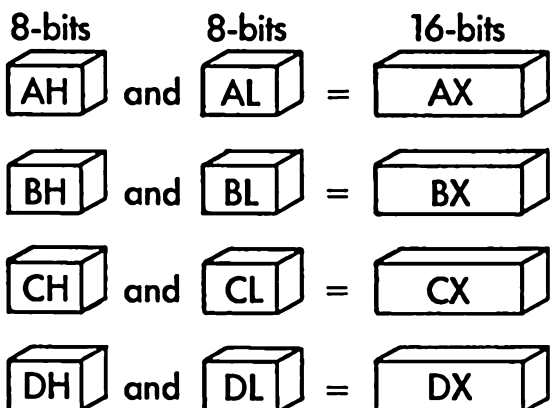 8-bits 8-bits 16-bits
AH and AL = AX
BH and BL = BX
CH and CL = CX
DH and DL = DX